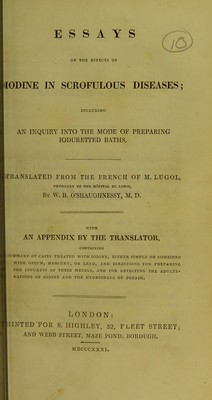 ESSAYS
10
ON THE EFFECTS OF
IODINE IN SCROFULOUS DISEASES;
INCLUDING
AN INQUIRY INTO THE MODE OF PREPARING
IODURETTED BATHS,
TRANSLATED FROM THE FRENCH OF M. LUGOL,
PHYSICIAN TO THE HÔPITAL ST. LOUIS,
By W. B. O'SHAUGHNESSY, M. D.
WITH
AN APPENDIX BY THE TRANSLATOR,
CONTAINING
SUMMARY OF CASES TREATED WITH IODINE, EITHER SIMPLE OR COMBINED
WITH OPIUM, MERCURY, OR LEAD, AND DIRECTIONS FOR PREPARING
THE IODURETS OF THESE METALS, AND FOR DETECTING THE ADULTE-
RATIONS OF IODINE AND THE HYDRIODATE OF POTASH.
LONDON:
PRINTED FOR S. HIGHLEY, 32, FLEET STREET;
AND WEBB STREET, MAZE POND, BOROUGH.
MDCCCXXXI.